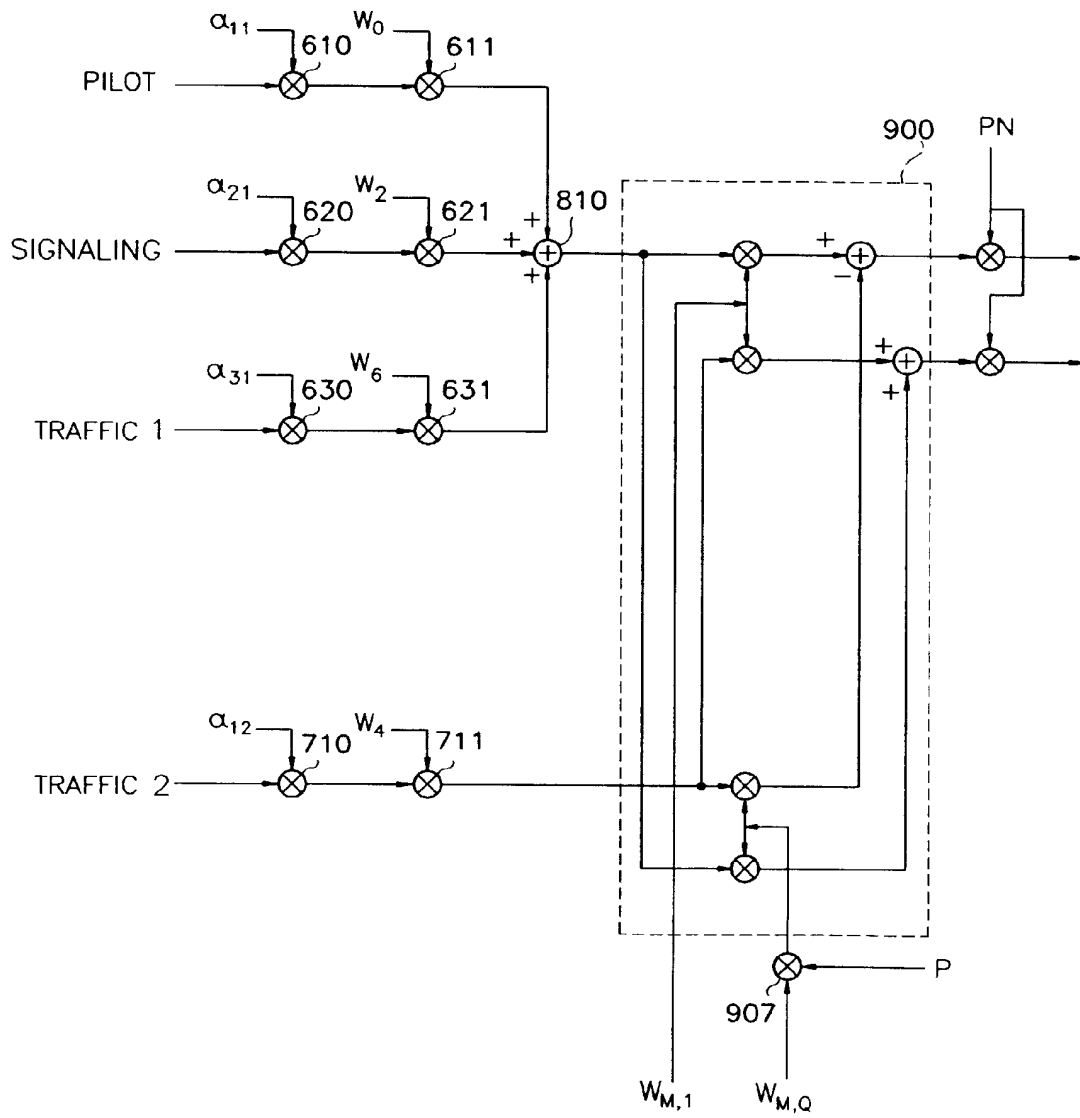 α11 W0
610 611
PILOT
900 PN
α21 W2
620 621 810
+
SIGNALING + + +
+ −
+
α31 W6 +
630 631
TRAFFIC 1
α12 W4
710 711
TRAFFIC 2
P
907
WM,1 WM,Q